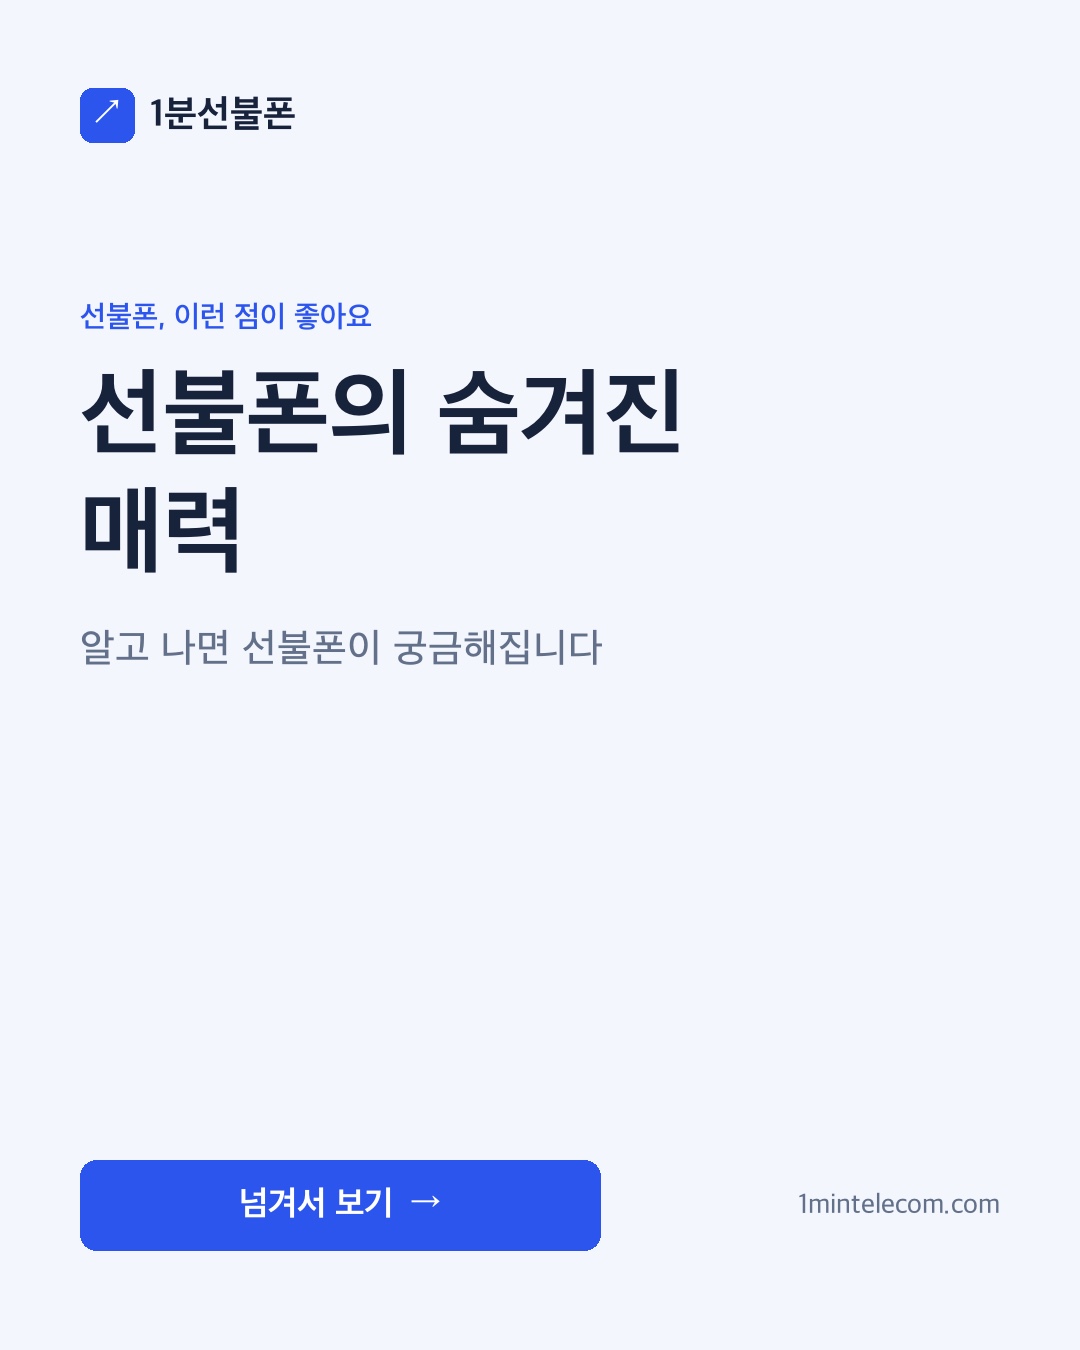 1분선불폰
선불폰, 이런 점이 좋아요
선불폰의 숨겨진
매력
알고 나면 선불폰이 궁금해집니다
넘겨서 보기 →
1mintelecom.com